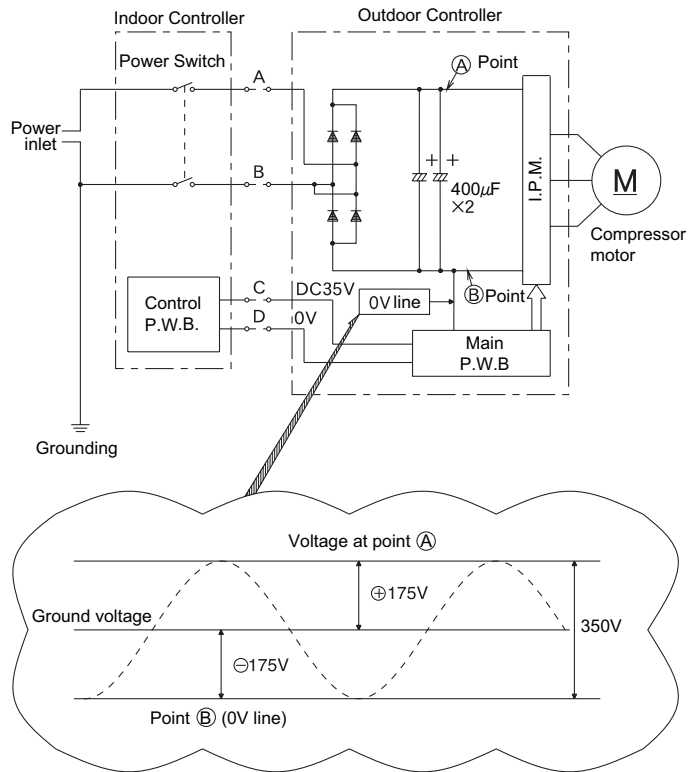 Indoor Controller
Outdoor Controller
Power Switch
A
Ⓐ Point
Power
inlet
B
+ +
400μF
×2
I.P.M.
M
Compressor
motor
C
DC35V
0V line
Ⓑ Point
Control
P.W.B.
D
0V
Main
P.W.B
Grounding
Voltage at point Ⓐ
⊕175V
Ground voltage
350V
⊖175V
Point Ⓑ (0V line)